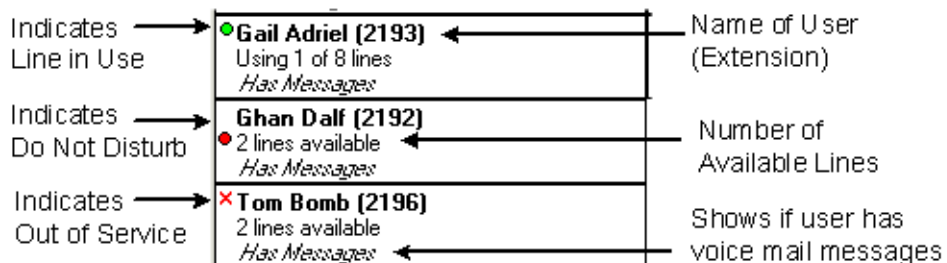 Indicates
Line in Use
Gail Adriel (2193)
Using 1 of 8 lines
Has Messages
Name of User
(Extension)
Indicates
Do Not Disturb
Ghan Dalf (2192)
2 lines available
Has Messages
Number of
Available Lines
Indicates
Out of Service
Tom Bomb (2196)
2 lines available
Has Messages
Shows if user has
voice mail messages